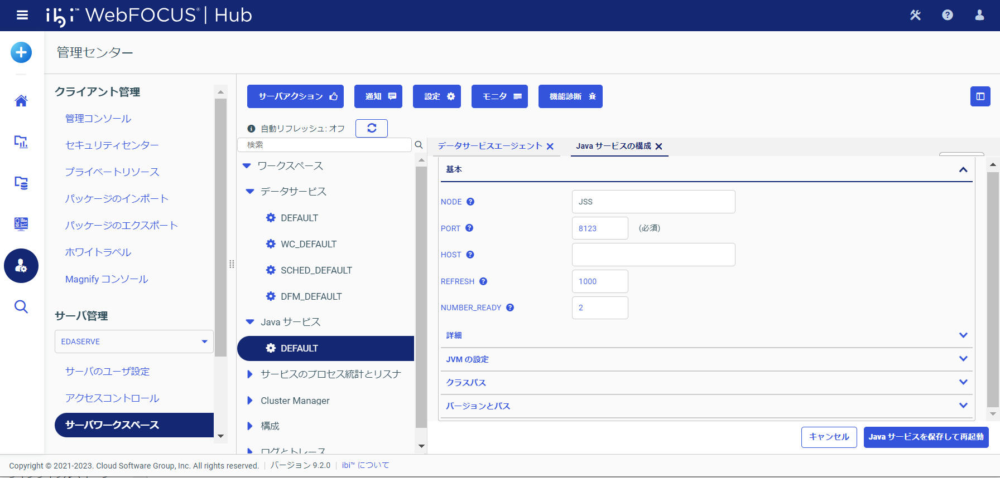 ibi™ WebFOCUS® | Hub
管理センター
クライアント管理
管理コンソール
セキュリティセンター
プライベートリソース
パッケージのインポート
パッケージのエクスポート
ホワイトラベル
Magnify コンソール
サーバ管理
EDASERVE
サーバのユーザ設定
アクセスコントロール
サーバワークスペース
サーバアクション
通知
設定
モニタ
機能診断
自動リフレッシュ: オフ
検索
ワークスペース
データサービス
DEFAULT
WC_DEFAULT
SCHED_DEFAULT
DFM_DEFAULT
Java サービス
DEFAULT
サービスのプロセス統計とリスナ
Cluster Manager
構成
ログとトレース
データサービスエージェント
Java サービスの構成
基本
NODE JSS
PORT 8123 (必須)
HOST
REFRESH 1000
NUMBER_READY 2
詳細
JVM の設定
クラスパス
バージョンとパス
キャンセル
Java サービスを保存して再起動
Copyright © 2021-2023. Cloud Software Group, Inc. All rights reserved. | バージョン 9.2.0 | ibi™ について